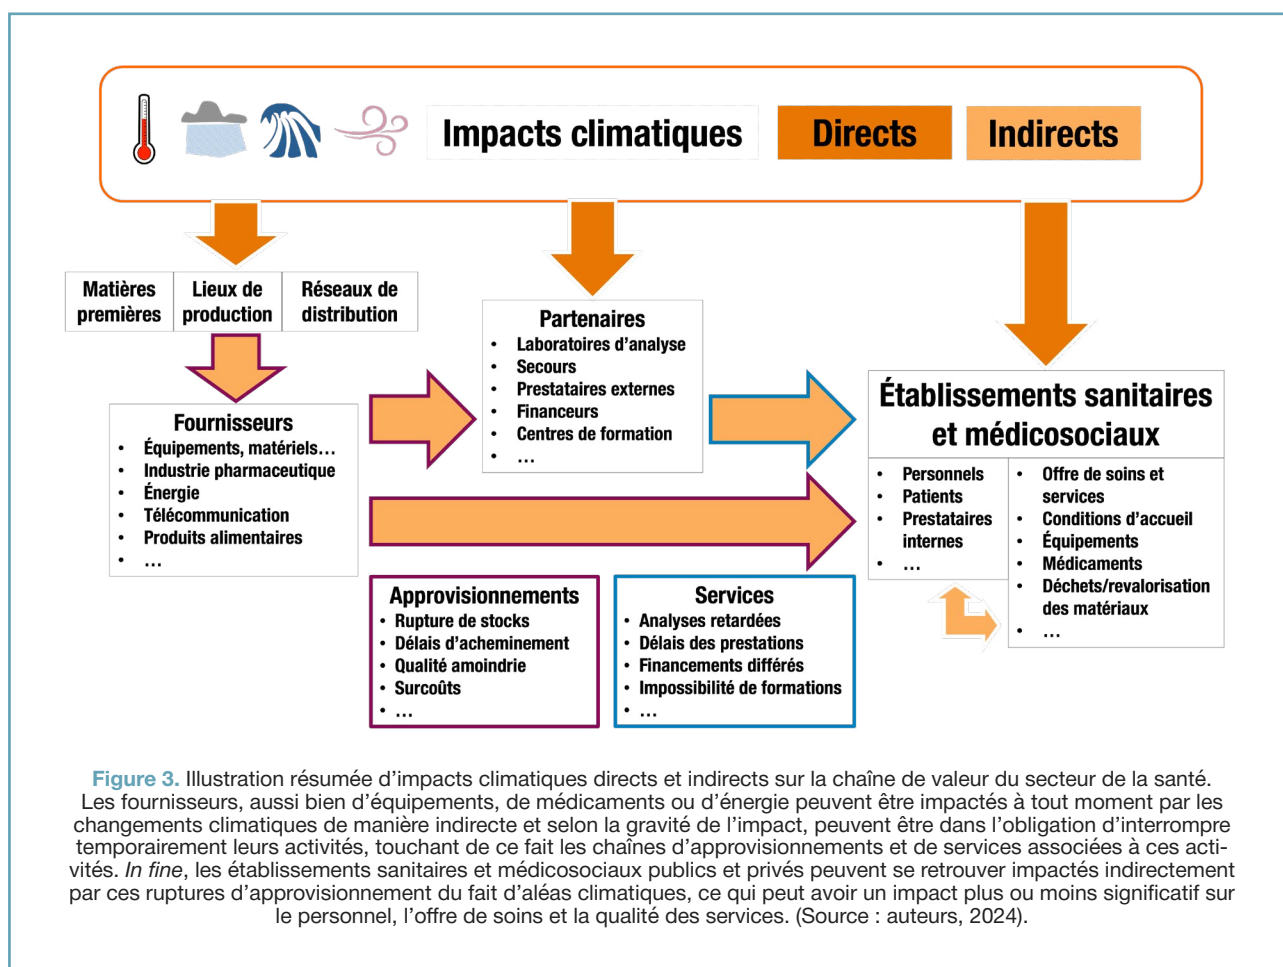 Impacts climatiques
Directs
Indirects
Matières
premières
Lieux de
production
Réseaux de
distribution
Fournisseurs
• Équipements, matériels…
• Industrie pharmaceutique
• Énergie
• Télécommunication
• Produits alimentaires
• …
Partenaires
• Laboratoires d'analyse
• Secours
• Prestataires externes
• Financeurs
• Centres de formation
• …
Établissements sanitaires
et médicosociaux
• Personnels
• Patients
• Prestataires
internes
• …
• Offre de soins et
services
• Conditions d'accueil
• Équipements
• Médicaments
• Déchets/revalorisation
des matériaux
• …
Approvisionnements
• Rupture de stocks
• Délais d'acheminement
• Qualité amoindrie
• Surcoûts
• …
Services
• Analyses retardées
• Délais des prestations
• Financements différés
• Impossibilité de formations
• …
Figure 3. Illustration résumée d'impacts climatiques directs et indirects sur la chaîne de valeur du secteur de la santé.
Les fournisseurs, aussi bien d'équipements, de médicaments ou d'énergie peuvent être impactés à tout moment par les
changements climatiques de manière indirecte et selon la gravité de l'impact, peuvent être dans l'obligation d'interrompre
temporairement leurs activités, touchant de ce fait les chaînes d'approvisionnements et de services associées à ces acti-
vités. In fine, les établissements sanitaires et médicosociaux publics et privés peuvent se retrouver impactés indirectement
par ces ruptures d'approvisionnement du fait d'aléas climatiques, ce qui peut avoir un impact plus ou moins significatif sur
le personnel, l'offre de soins et la qualité des services. (Source : auteurs, 2024).